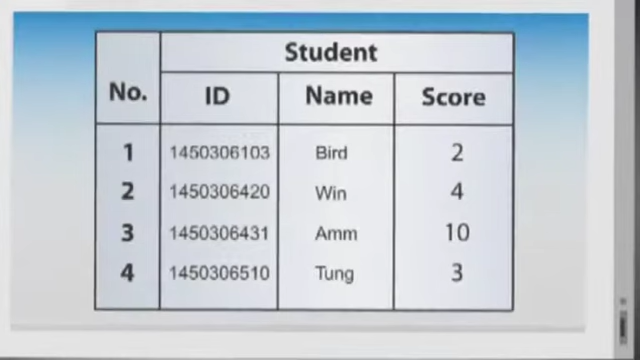 Student
No. ID Name Score
1 1450306103 Bird 2
2 1450306420 Win 4
3 1450306431 Amm 10
4 1450306510 Tung 3